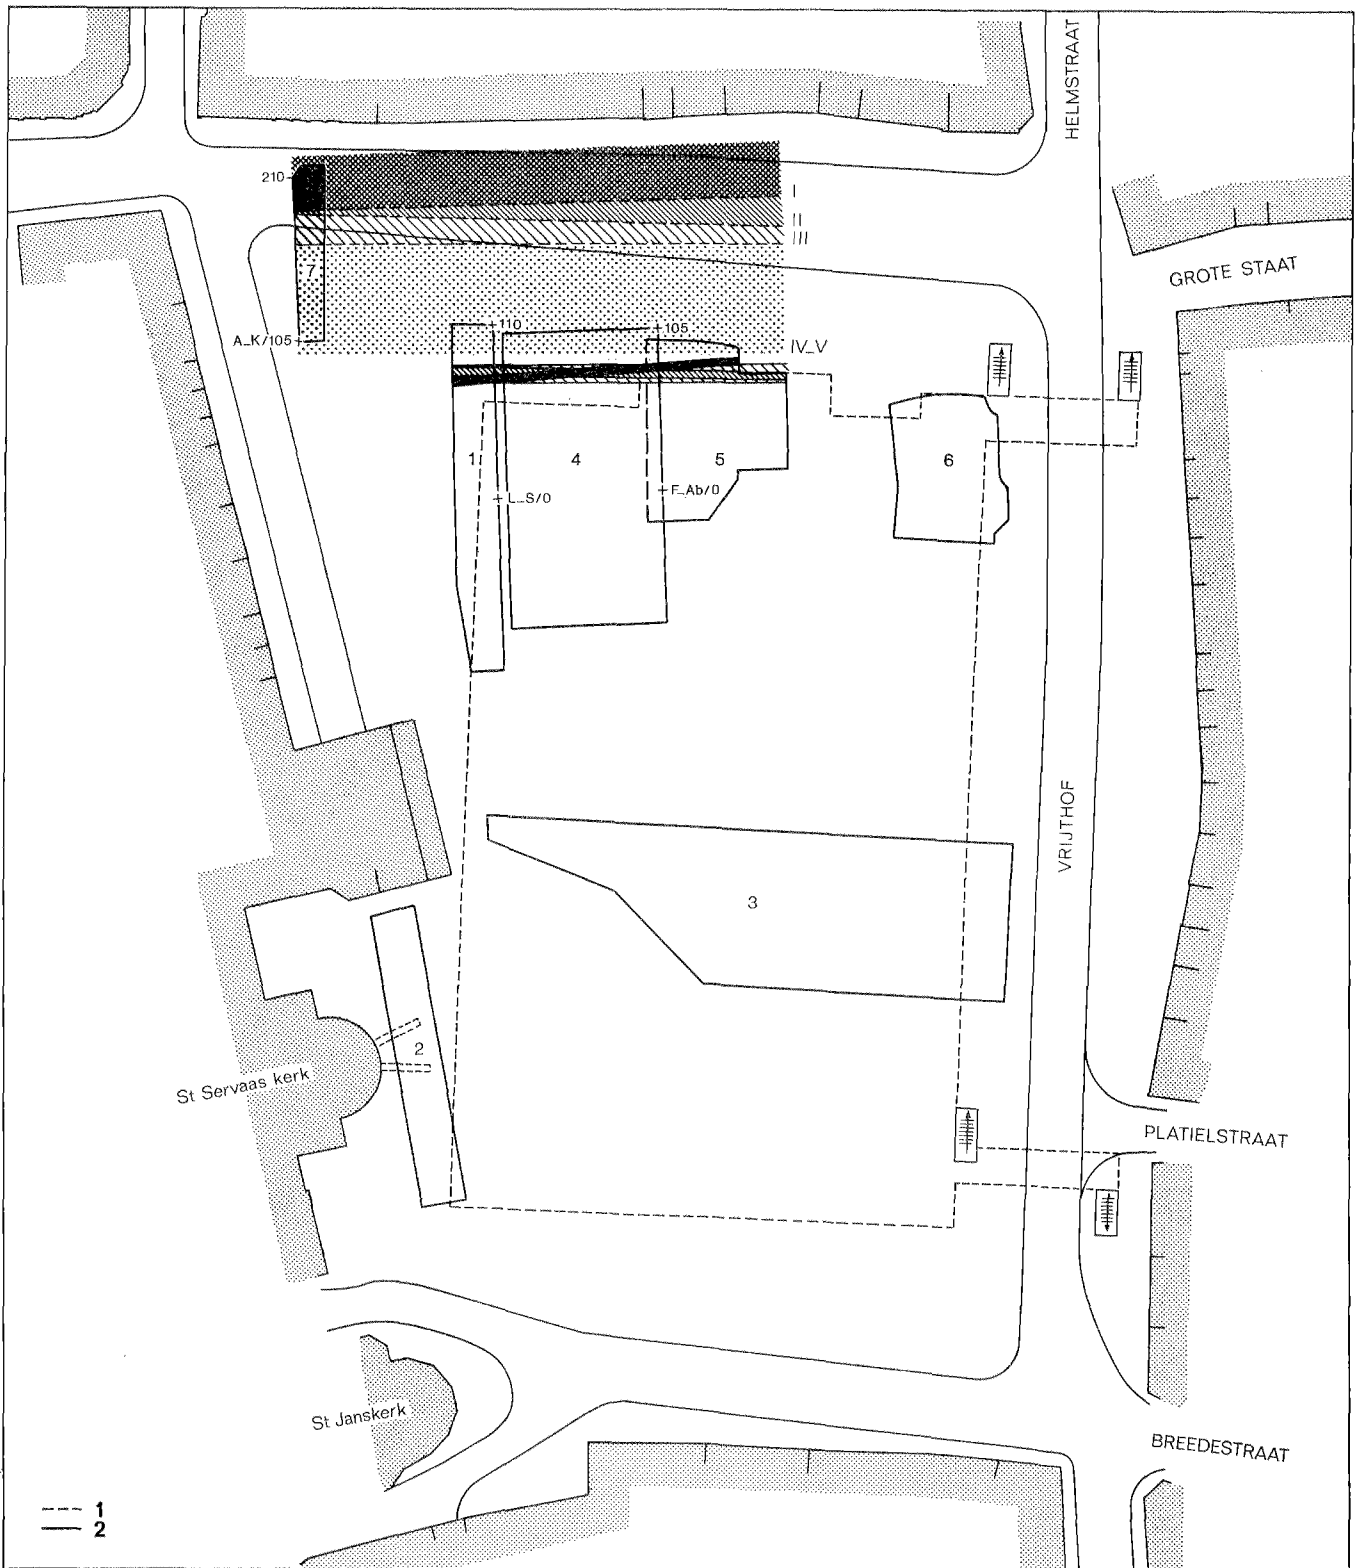 HELMSTRAAT
210
I
II
III
GROTE STAAT
7
A_K/105
110
105
IV_V
1
4
5
6
L_S/0
F_Ab/0
VRIJTHOF
3
2
St Servaas kerk
PLATIELSTRAAT
St Janskerk
BREEDESTRAAT
1
2